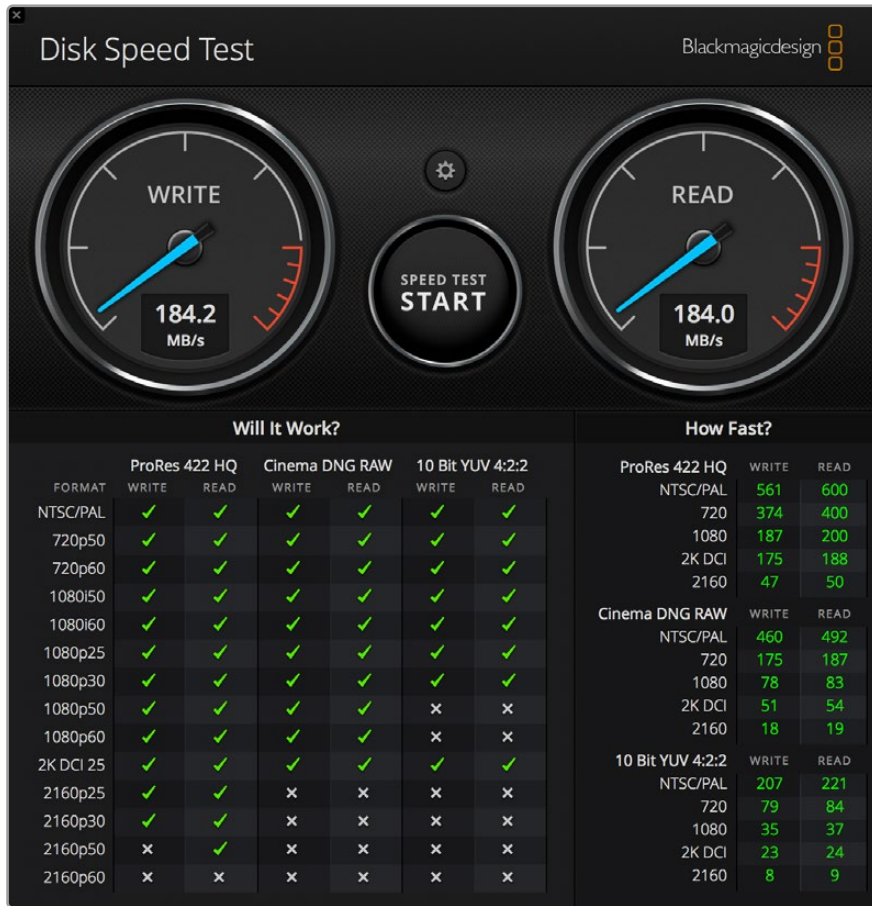 Disk Speed Test
Blackmagicdesign
WRITE
184.2
MB/s
SPEED TEST
START
READ
184.0
MB/s
Will It Work?
ProRes 422 HQ Cinema DNG RAW 10 Bit YUV 4:2:2
FORMAT WRITE READ WRITE READ WRITE READ
NTSC/PAL ✓ ✓ ✓ ✓ ✓ ✓
720p50 ✓ ✓ ✓ ✓ ✓ ✓
720p60 ✓ ✓ ✓ ✓ ✓ ✓
1080i50 ✓ ✓ ✓ ✓ ✓ ✓
1080i60 ✓ ✓ ✓ ✓ ✓ ✓
1080p25 ✓ ✓ ✓ ✓ ✓ ✓
1080p30 ✓ ✓ ✓ ✓ ✓ ✓
1080p50 ✓ ✓ ✓ ✓ × ×
1080p60 ✓ ✓ ✓ ✓ × ×
2K DCI 25 ✓ ✓ ✓ ✓ ✓ ✓
2160p25 ✓ ✓ × × × ×
2160p30 ✓ ✓ × × × ×
2160p50 × ✓ × × × ×
2160p60 × × × × × ×
How Fast?
ProRes 422 HQ WRITE READ
NTSC/PAL 561 600
720 374 400
1080 187 200
2K DCI 175 188
2160 47 50
Cinema DNG RAW WRITE READ
NTSC/PAL 460 492
720 175 187
1080 78 83
2K DCI 51 54
2160 18 19
10 Bit YUV 4:2:2 WRITE READ
NTSC/PAL 207 221
720 79 84
1080 35 37
2K DCI 23 24
2160 8 9